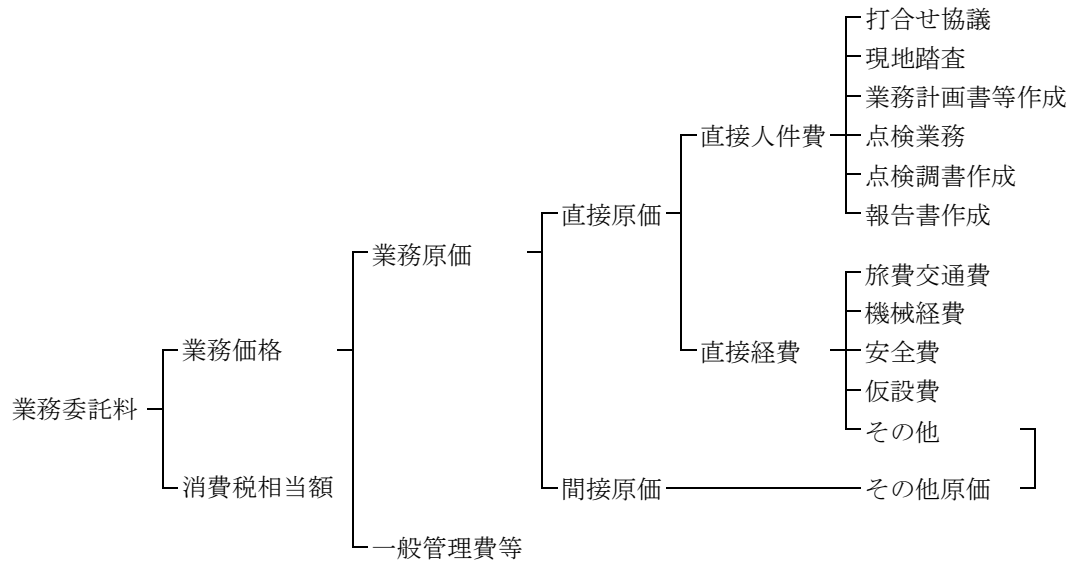 打合せ協議
現地踏査
業務計画書等作成
直接人件費
点検業務
点検調書作成
直接原価
報告書作成
業務原価
旅費交通費
機械経費
業務価格
直接経費
安全費
仮設費
業務委託料
その他
消費税相当額
間接原価
その他原価
一般管理費等